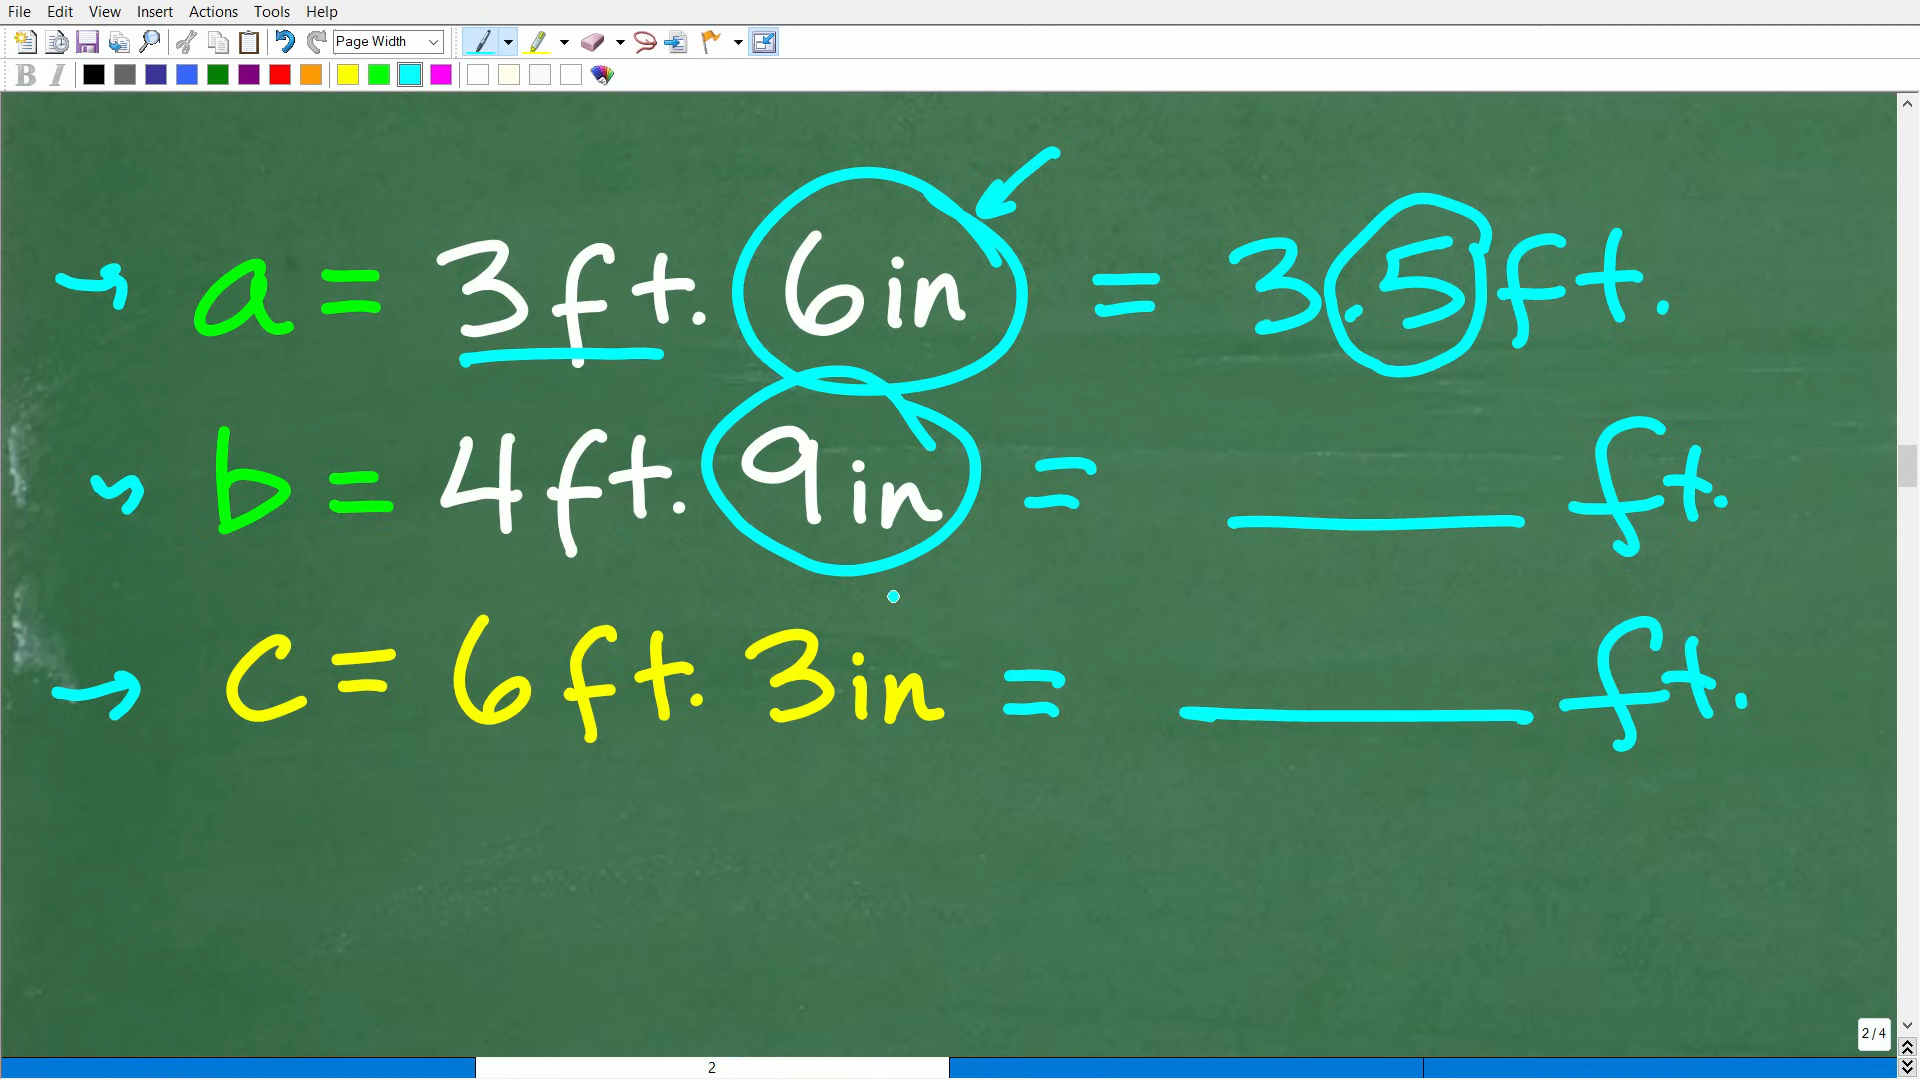 File Edit View Insert Actions Tools Help
Page Width
B I
a = 3ft. 6in = 3.5ft.
b = 4ft. 9in = ____ ft.
c = 6ft. 3in = ____ ft.
2 / 4
2